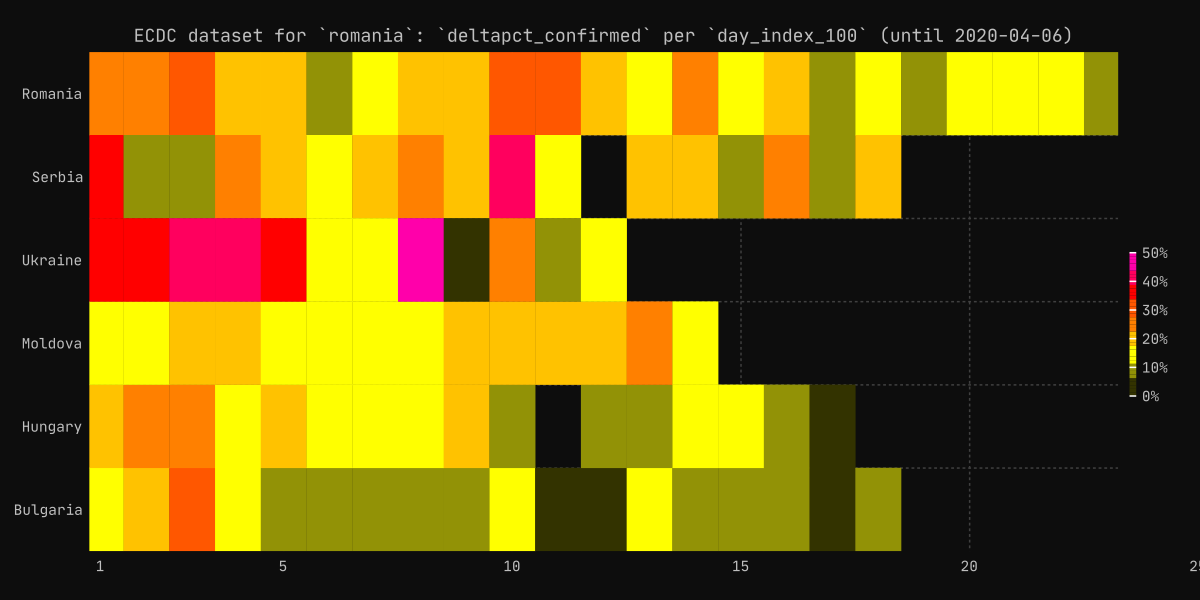 ECDC dataset for `romania`: `deltapct_confirmed` per `day_index_100` (until 2020-04-06)
Romania
Serbia
Ukraine
Moldova
Hungary
Bulgaria
50%
40%
30%
20%
10%
0%
1 5 10 15 20